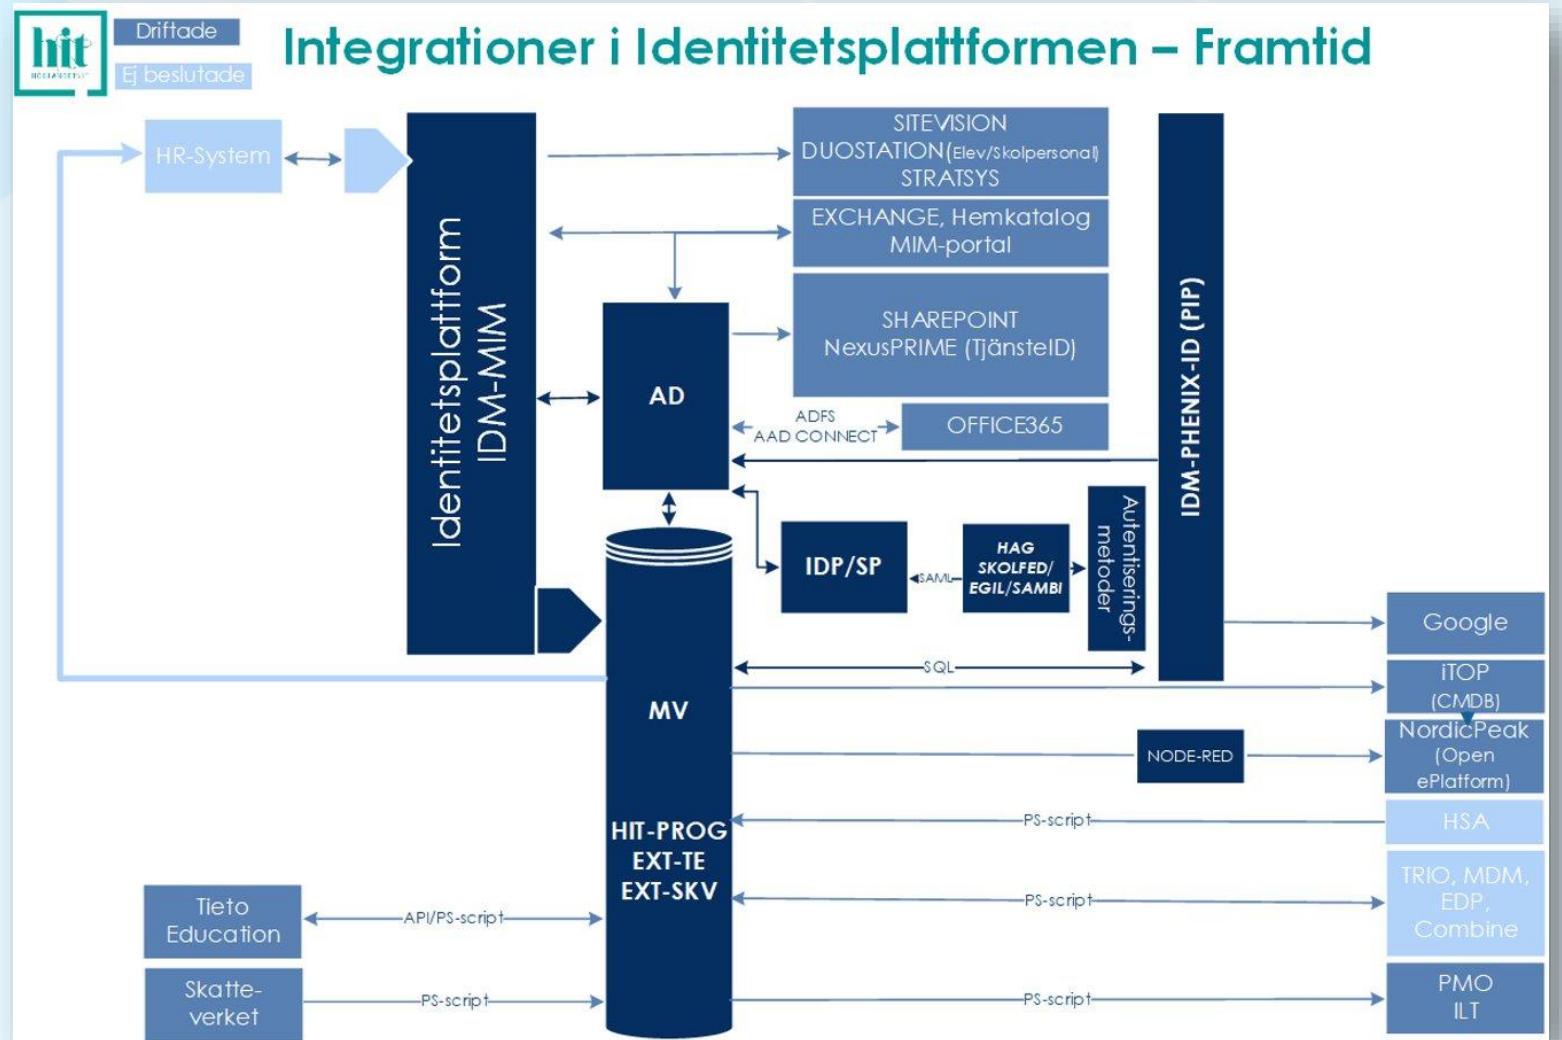 hit
HÖGLANDETS IT
Driftade
Ej beslutade
Integrationer i Identitetsplattformen – Framtid
HR-System
Identitetsplattform
IDM-MIM
SITEVISION
DUOSTATION(Elev/Skolpersonal)
STRATSYS
EXCHANGE, Hemkatalog
MIM-portal
SHAREPOINT
NexusPRIME (TjänsteID)
AD
ADFS
AAD CONNECT
OFFICE365
IDM-PHENIX-ID (PIP)
IDP/SP
SAML
HAG
SKOLFED/
EGIL/SAMBI
Autentiserings-
metoder
SQL
MV
HIT-PROG
EXT-TE
EXT-SKV
Google
iTOP
(CMDB)
NODE-RED
NordicPeak
(Open
ePlatform)
PS-script
HSA
PS-script
TRIO, MDM,
EDP,
Combine
Tieto
Education
API/PS-script
Skatte-
verket
PS-script
PS-script
PMO
ILT